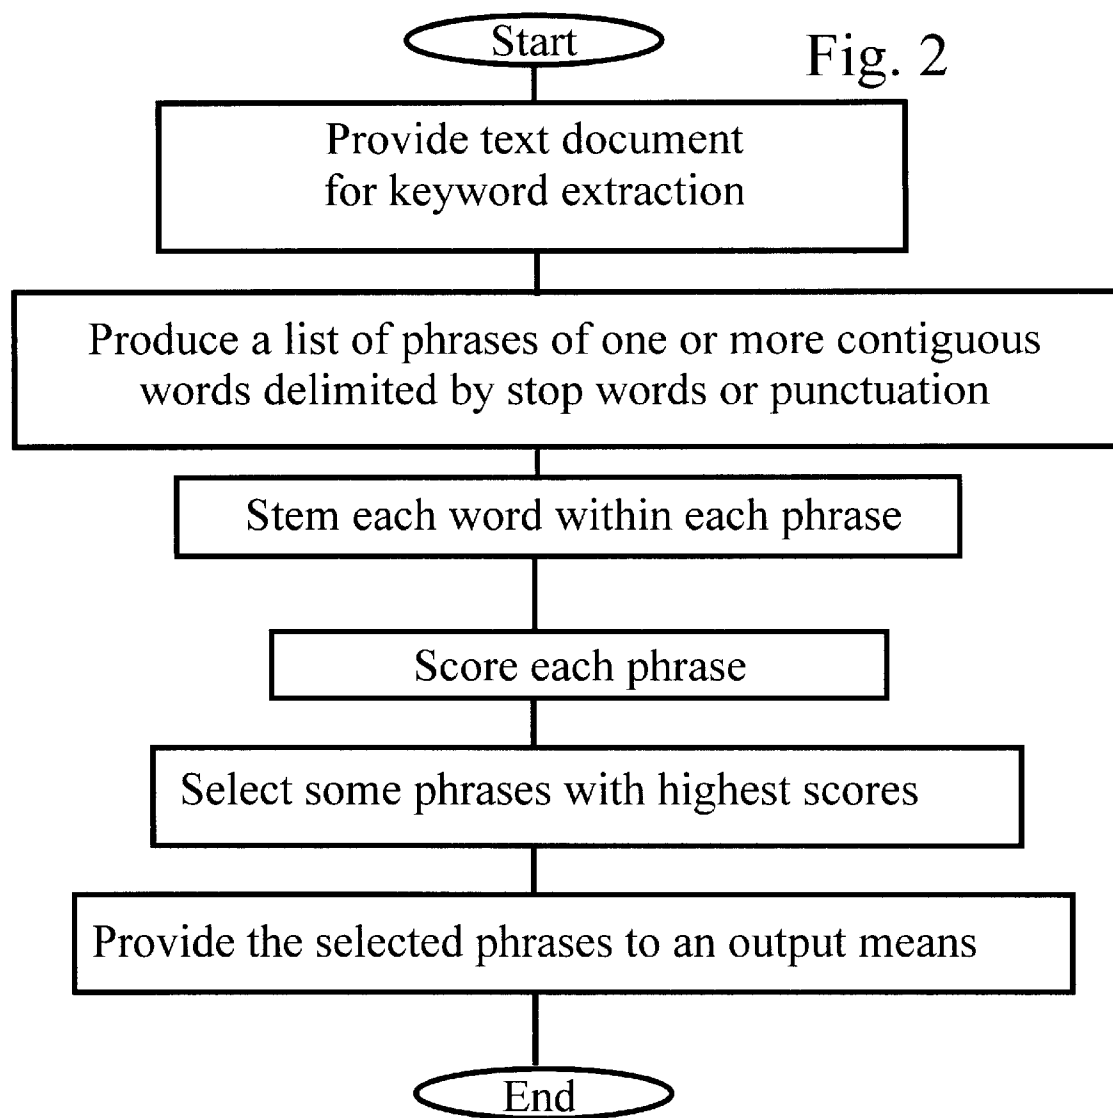 Start
Fig. 2
Provide text document
for keyword extraction
Produce a list of phrases of one or more contiguous
words delimited by stop words or punctuation
Stem each word within each phrase
Score each phrase
Select some phrases with highest scores
Provide the selected phrases to an output means
End